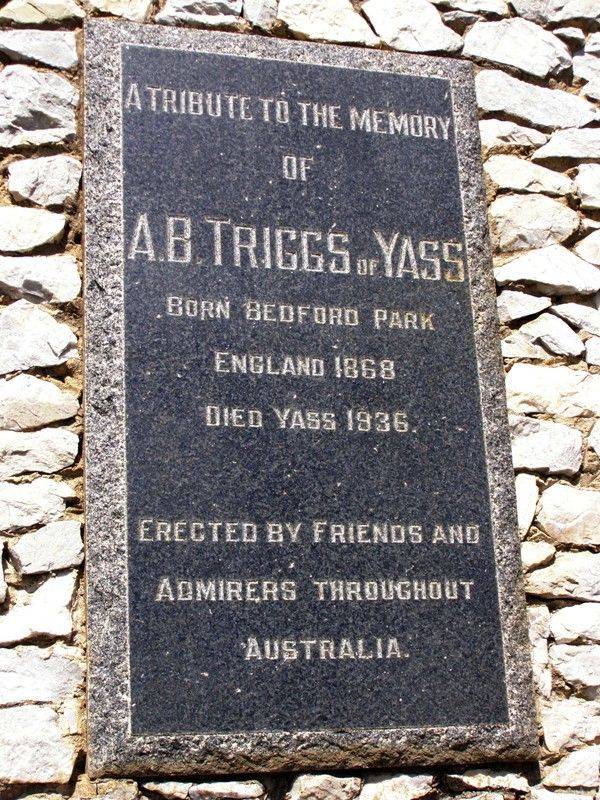 A TRIBUTE TO THE MEMORY
OF
A.B. TRIGGS OF YASS
BORN BEDFORD PARK
ENGLAND 1868
DIED YASS 1936.
ERECTED BY FRIENDS AND
ADMIRERS THROUGHOUT
AUSTRALIA.